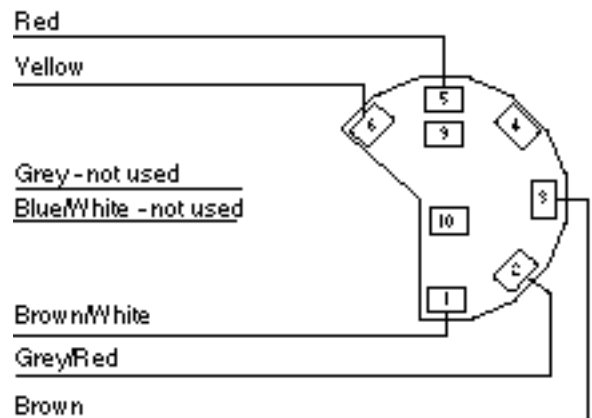 Red
Yellow
5
6
4
9
Grey - not used
3
Blue/White - not used
10
2
1
Brown/White
Grey/Red
Brown